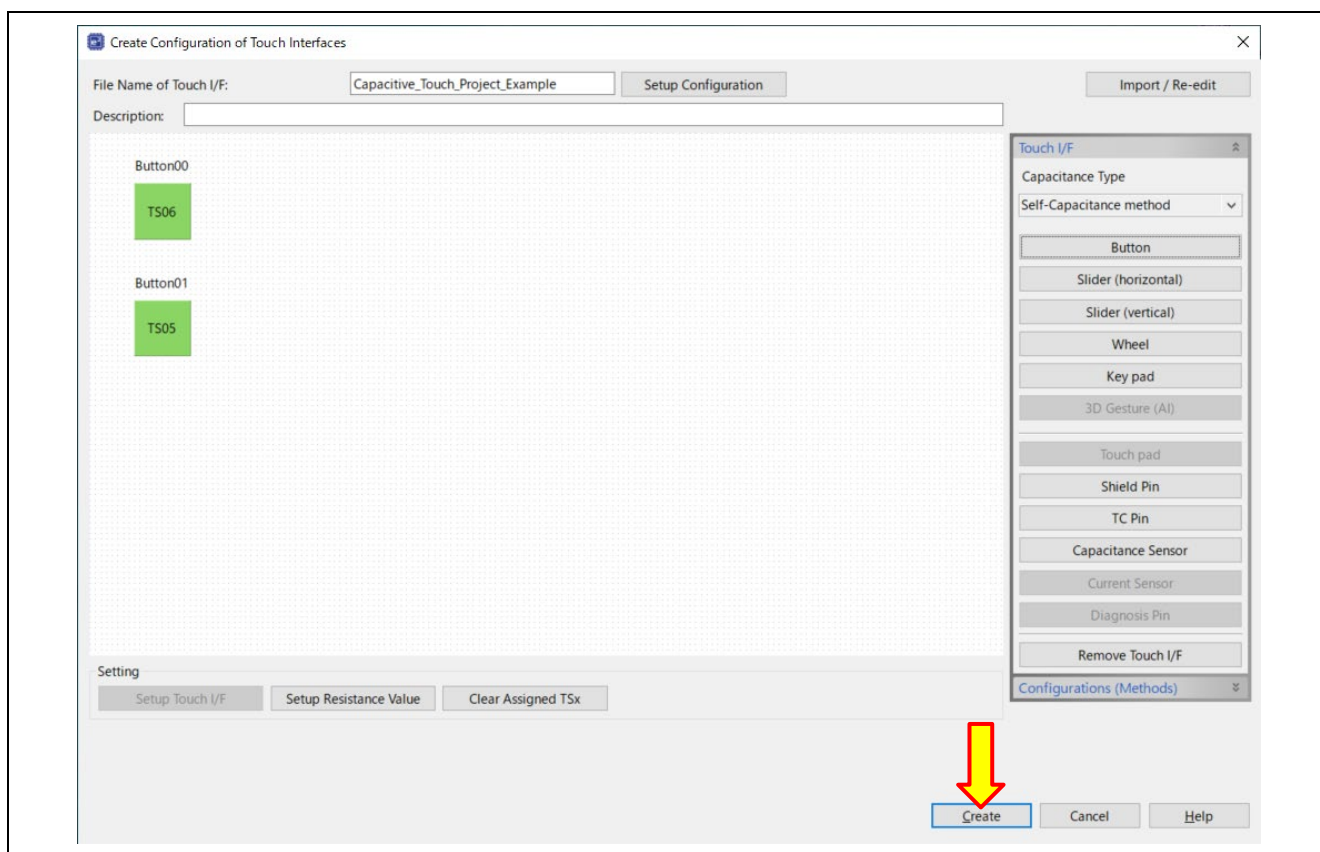 Create Configuration of Touch Interfaces
File Name of Touch I/F: Capacitive_Touch_Project_Example Setup Configuration Import / Re-edit
Description:
Button00
TS06
Button01
TS05
Touch I/F
Capacitance Type
Self-Capacitance method
Button
Slider (horizontal)
Slider (vertical)
Wheel
Key pad
3D Gesture (AI)
Touch pad
Shield Pin
TC Pin
Capacitance Sensor
Current Sensor
Diagnosis Pin
Remove Touch I/F
Configurations (Methods)
Setting
Setup Touch I/F Setup Resistance Value Clear Assigned TSx
Create Cancel Help